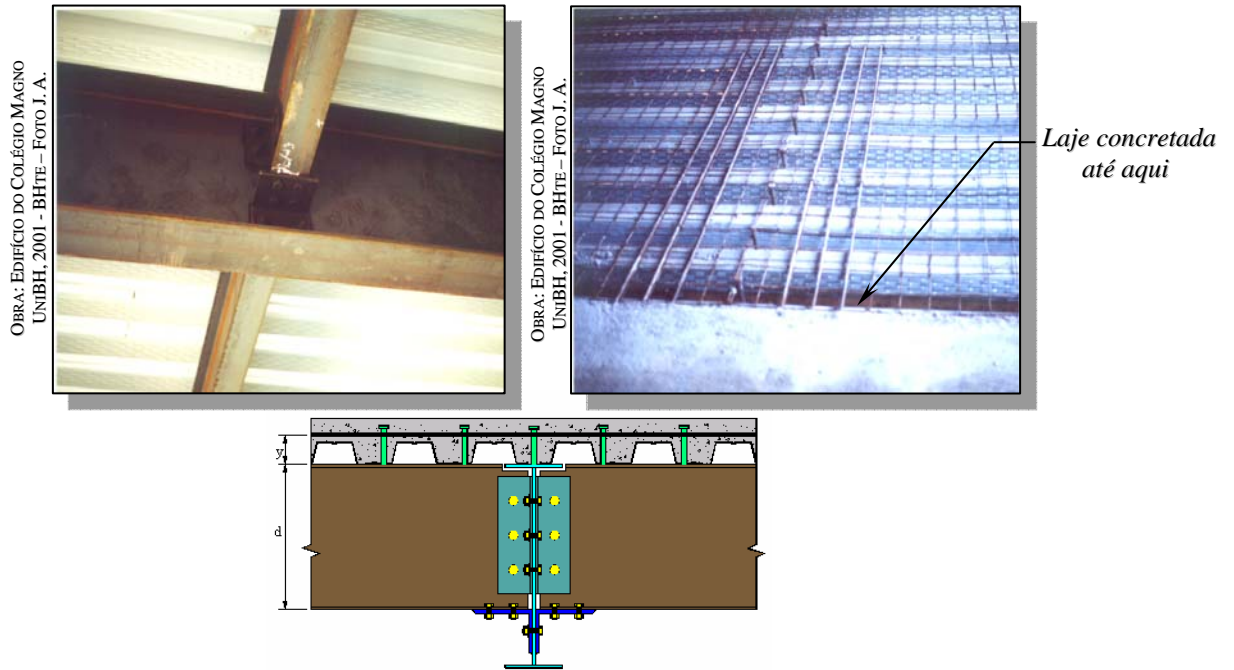 OBRA: EDIFÍCIO DO COLÉGIO MAGNO
UNIBH, 2001 - BHTE – FOTO J. A.
OBRA: EDIFÍCIO DO COLÉGIO MAGNO
UNIBH, 2001 - BHTE – FOTO J. A.
Laje concretada
até aqui
y
d